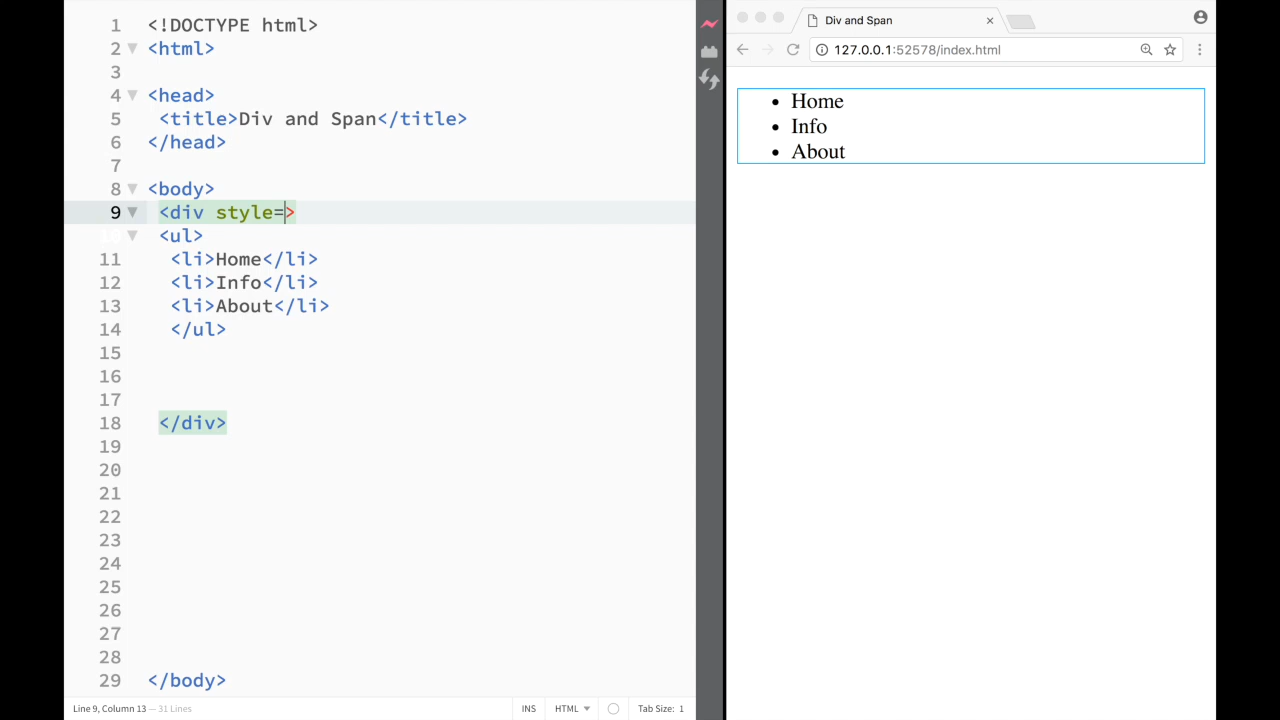 1 <!DOCTYPE html>
2 <html>
3
4 <head>
5 <title>Div and Span</title>
6 </head>
7
8 <body>
9 <div style=>
10 <ul>
11 <li>Home</li>
12 <li>Info</li>
13 <li>About</li>
14 </ul>
15
16
17
18 </div>
19
20
21
22
23
24
25
26
27
28
29 </body>
Line 9, Column 13 — 31 Lines
INS
HTML
Tab Size: 1
Div and Span
127.0.0.1:52578/index.html
• Home
• Info
• About